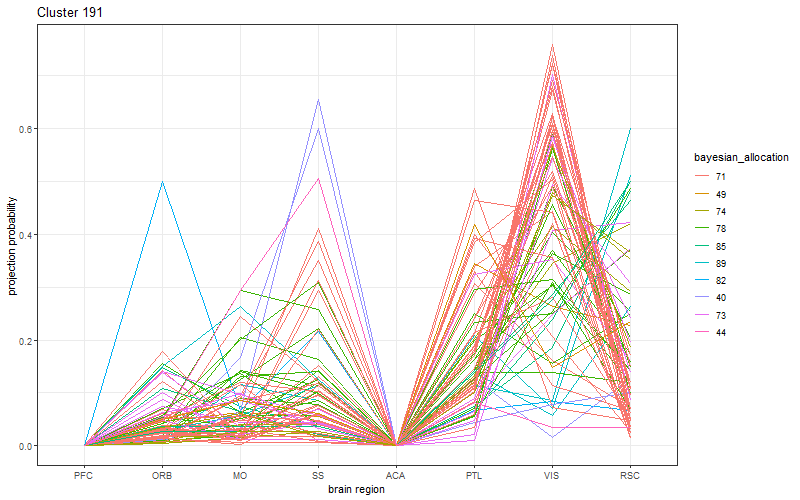 Cluster 191
projection probability
0.6
0.4
0.2
0.0
PFC ORB MO SS ACA PTL VIS RSC
brain region
bayesian_allocation
71
49
74
78
85
89
82
40
73
44